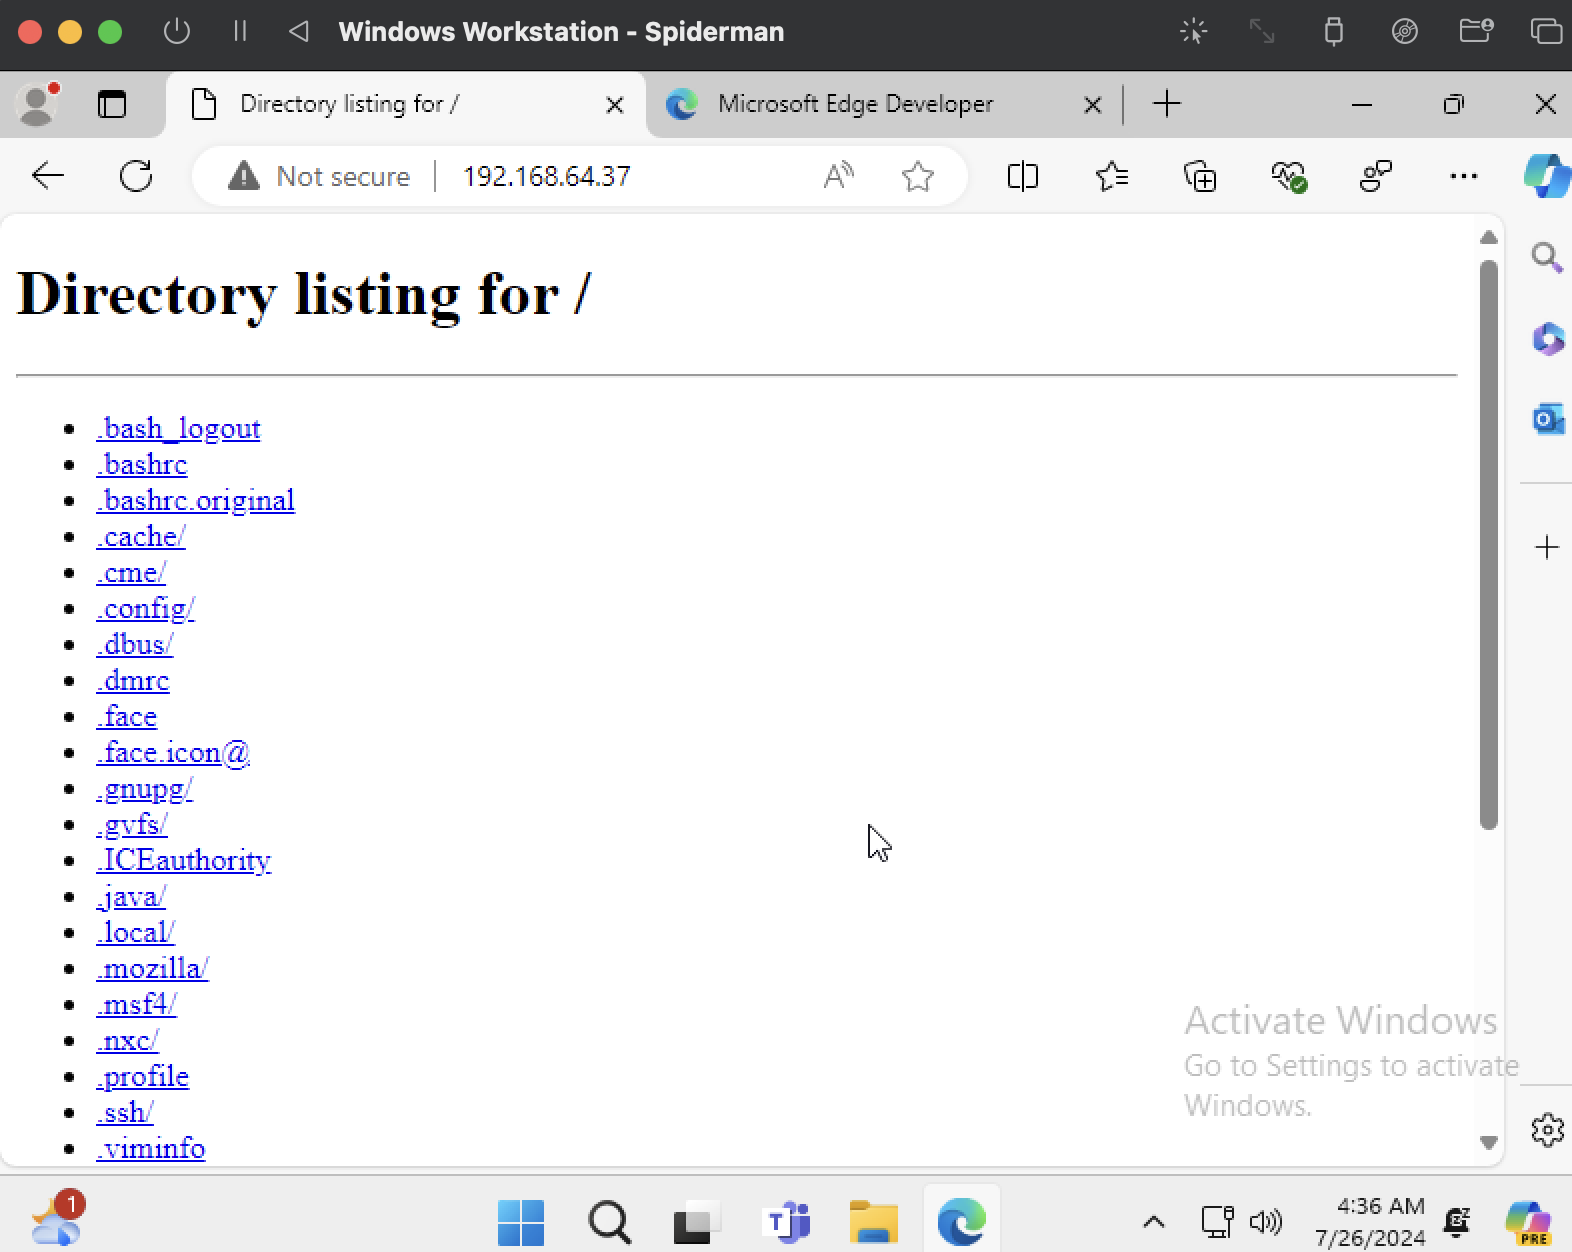 Windows Workstation - Spiderman
Directory listing for /
Microsoft Edge Developer
Not secure
192.168.64.37
Directory listing for /
.bash_logout
.bashrc
.bashrc.original
.cache/
.cme/
.config/
.dbus/
.dmrc
.face
.face.icon@
.gnupg/
.gvfs/
.ICEauthority
.java/
.local/
.mozilla/
.msf4/
.nxc/
.profile
.ssh/
.viminfo
Activate Windows
Go to Settings to activate
Windows.
1
4:36 AM
7/26/2024
PRE